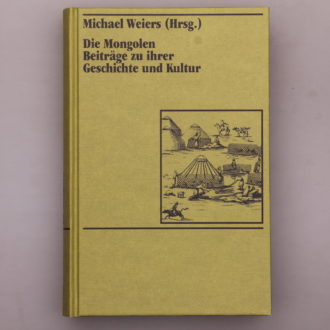 Michael Weiers (Hrsg.)
Die Mongolen
Beiträge zu ihrer
Geschichte und Kultur